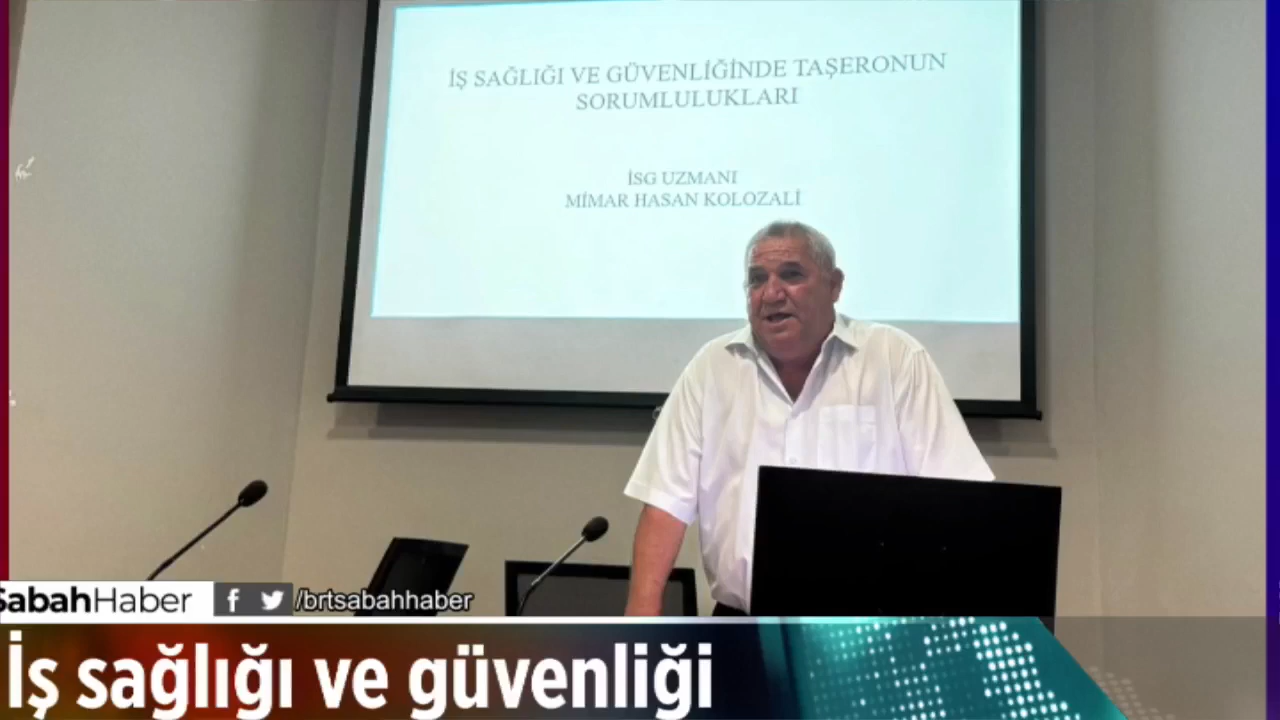 İŞ SAĞLIĞI VE GÜVENLİĞİNDE TAŞERONUN
SORUMLULUKLARI
İSG UZMANI
MİMAR HASAN KOLOZALİ
SabahHaber f /brtsabahhaber
İş sağlığı ve güvenliği